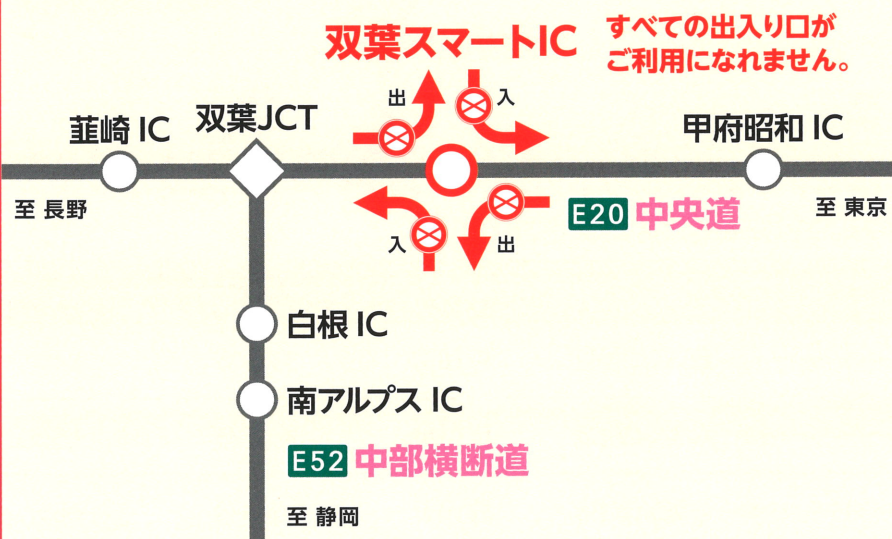 双葉スマートIC
すべての出入り口が
ご利用になれません。
出
入
韮崎 IC
双葉JCT
甲府昭和 IC
至 長野
入
出
E20 中央道
至 東京
白根 IC
南アルプス IC
E52 中部横断道
至 静岡